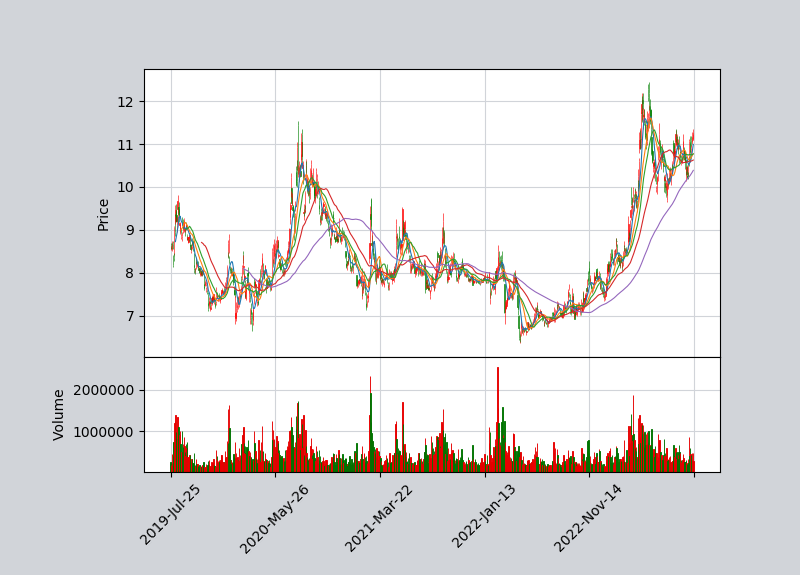 12
11
10
9
8
7
Price
2000000
1000000
Volume
2019-Jul-25
2020-May-26
2021-Mar-22
2022-Jan-13
2022-Nov-14